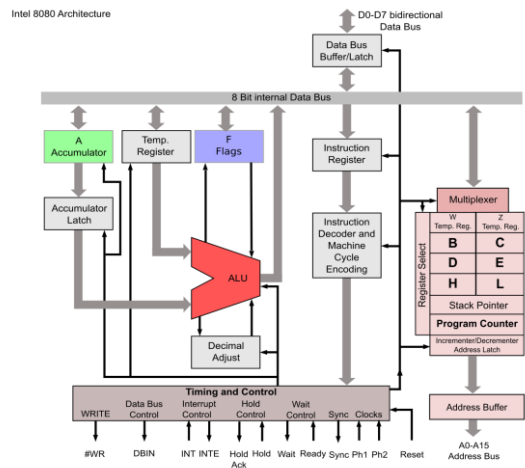 Intel 8080 Architecture
D0-D7 bidirectional
Data Bus
Data Bus
Buffer/Latch
8 Bit internal Data Bus
A
Accumulator
Temp.
Register
F
Flags
Instruction
Register
Multiplexer
Accumulator
Latch
Instruction
Decoder and
Machine
Cycle
Encoding
Register Select
W
Temp. Reg.
Z
Temp. Reg.
B
C
D
E
H
L
ALU
Stack Pointer
Program Counter
Incrementer/Decrementer
Address Latch
Decimal
Adjust
Timing and Control
WRITE
Data Bus
Control
Interrupt
Control
Hold
Control
Wait
Control
Sync
Clocks
Address Buffer
#WR
DBIN
INT
INTE
Hold
Ack
Hold
Wait
Ready
Sync
Ph1
Ph2
Reset
A0-A15
Address Bus